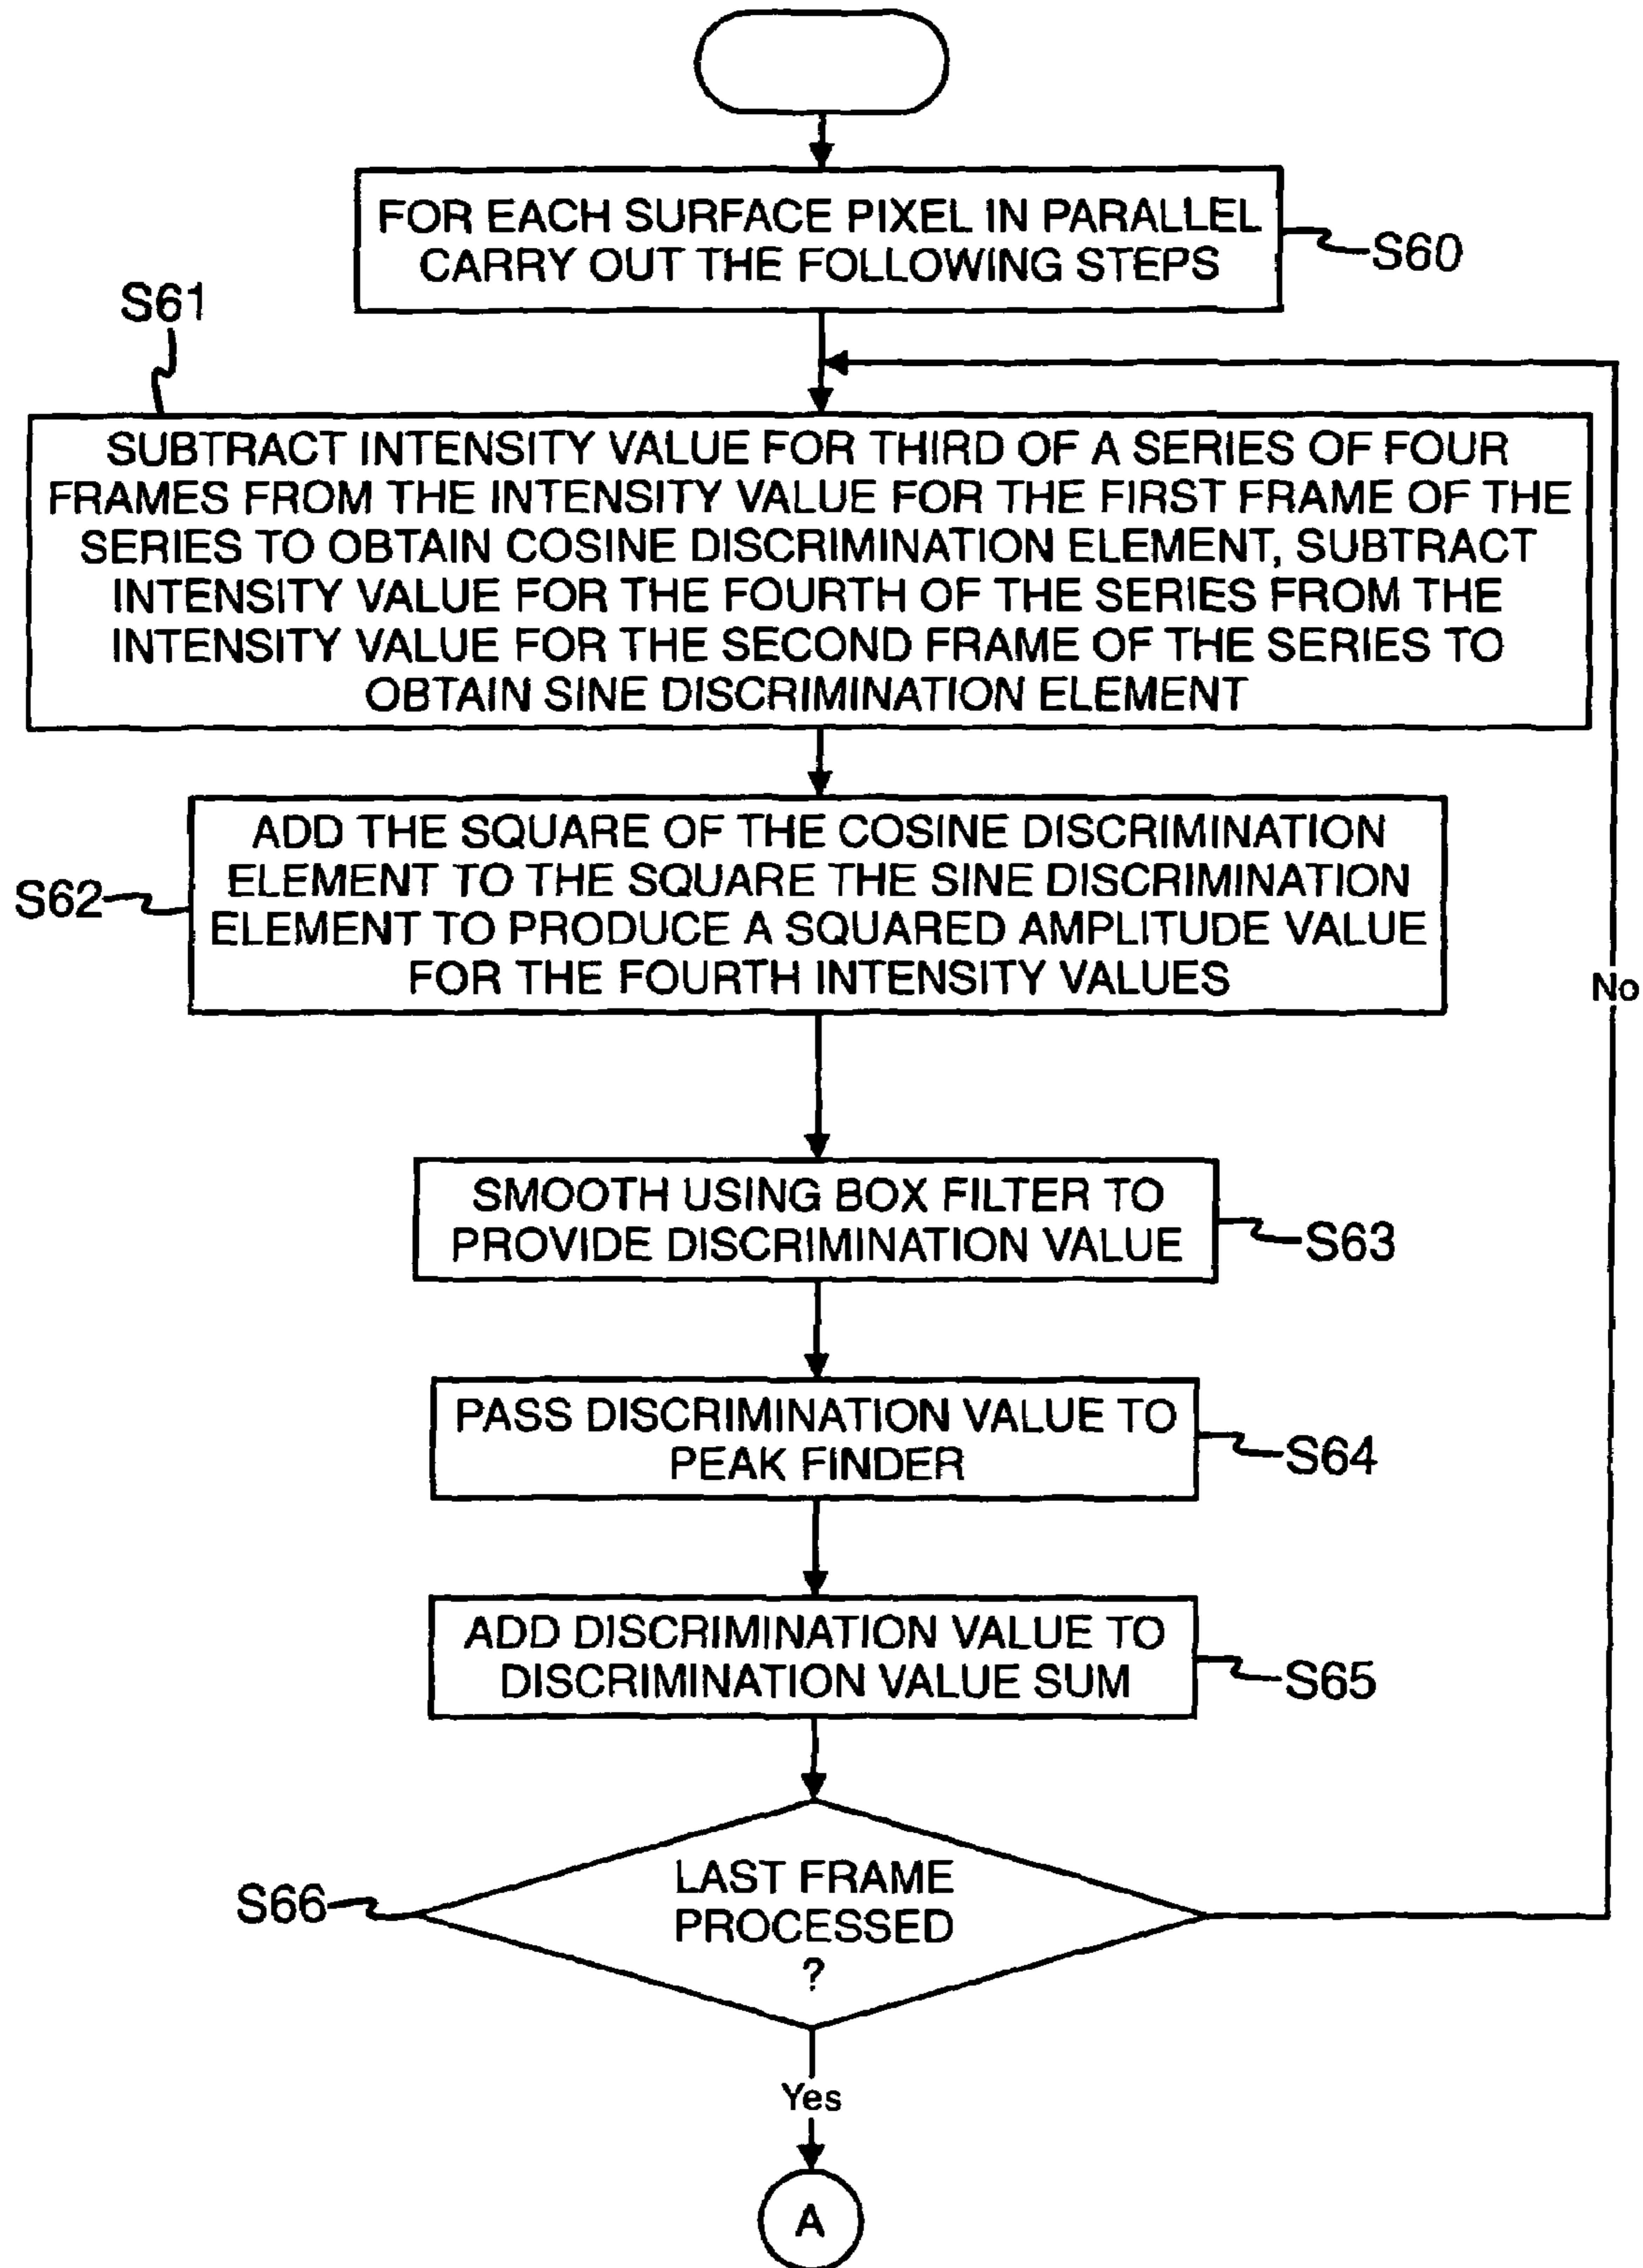 FOR EACH SURFACE PIXEL IN PARALLEL
CARRY OUT THE FOLLOWING STEPS
S60
S61
SUBTRACT INTENSITY VALUE FOR THIRD OF A SERIES OF FOUR
FRAMES FROM THE INTENSITY VALUE FOR THE FIRST FRAME OF THE
SERIES TO OBTAIN COSINE DISCRIMINATION ELEMENT, SUBTRACT
INTENSITY VALUE FOR THE FOURTH OF THE SERIES FROM THE
INTENSITY VALUE FOR THE SECOND FRAME OF THE SERIES TO
OBTAIN SINE DISCRIMINATION ELEMENT
S62
ADD THE SQUARE OF THE COSINE DISCRIMINATION
ELEMENT TO THE SQUARE THE SINE DISCRIMINATION
ELEMENT TO PRODUCE A SQUARED AMPLITUDE VALUE
FOR THE FOURTH INTENSITY VALUES
No
SMOOTH USING BOX FILTER TO
PROVIDE DISCRIMINATION VALUE
S63
PASS DISCRIMINATION VALUE TO
PEAK FINDER
S64
ADD DISCRIMINATION VALUE TO
DISCRIMINATION VALUE SUM
S65
S66
LAST FRAME
PROCESSED
?
Yes
A